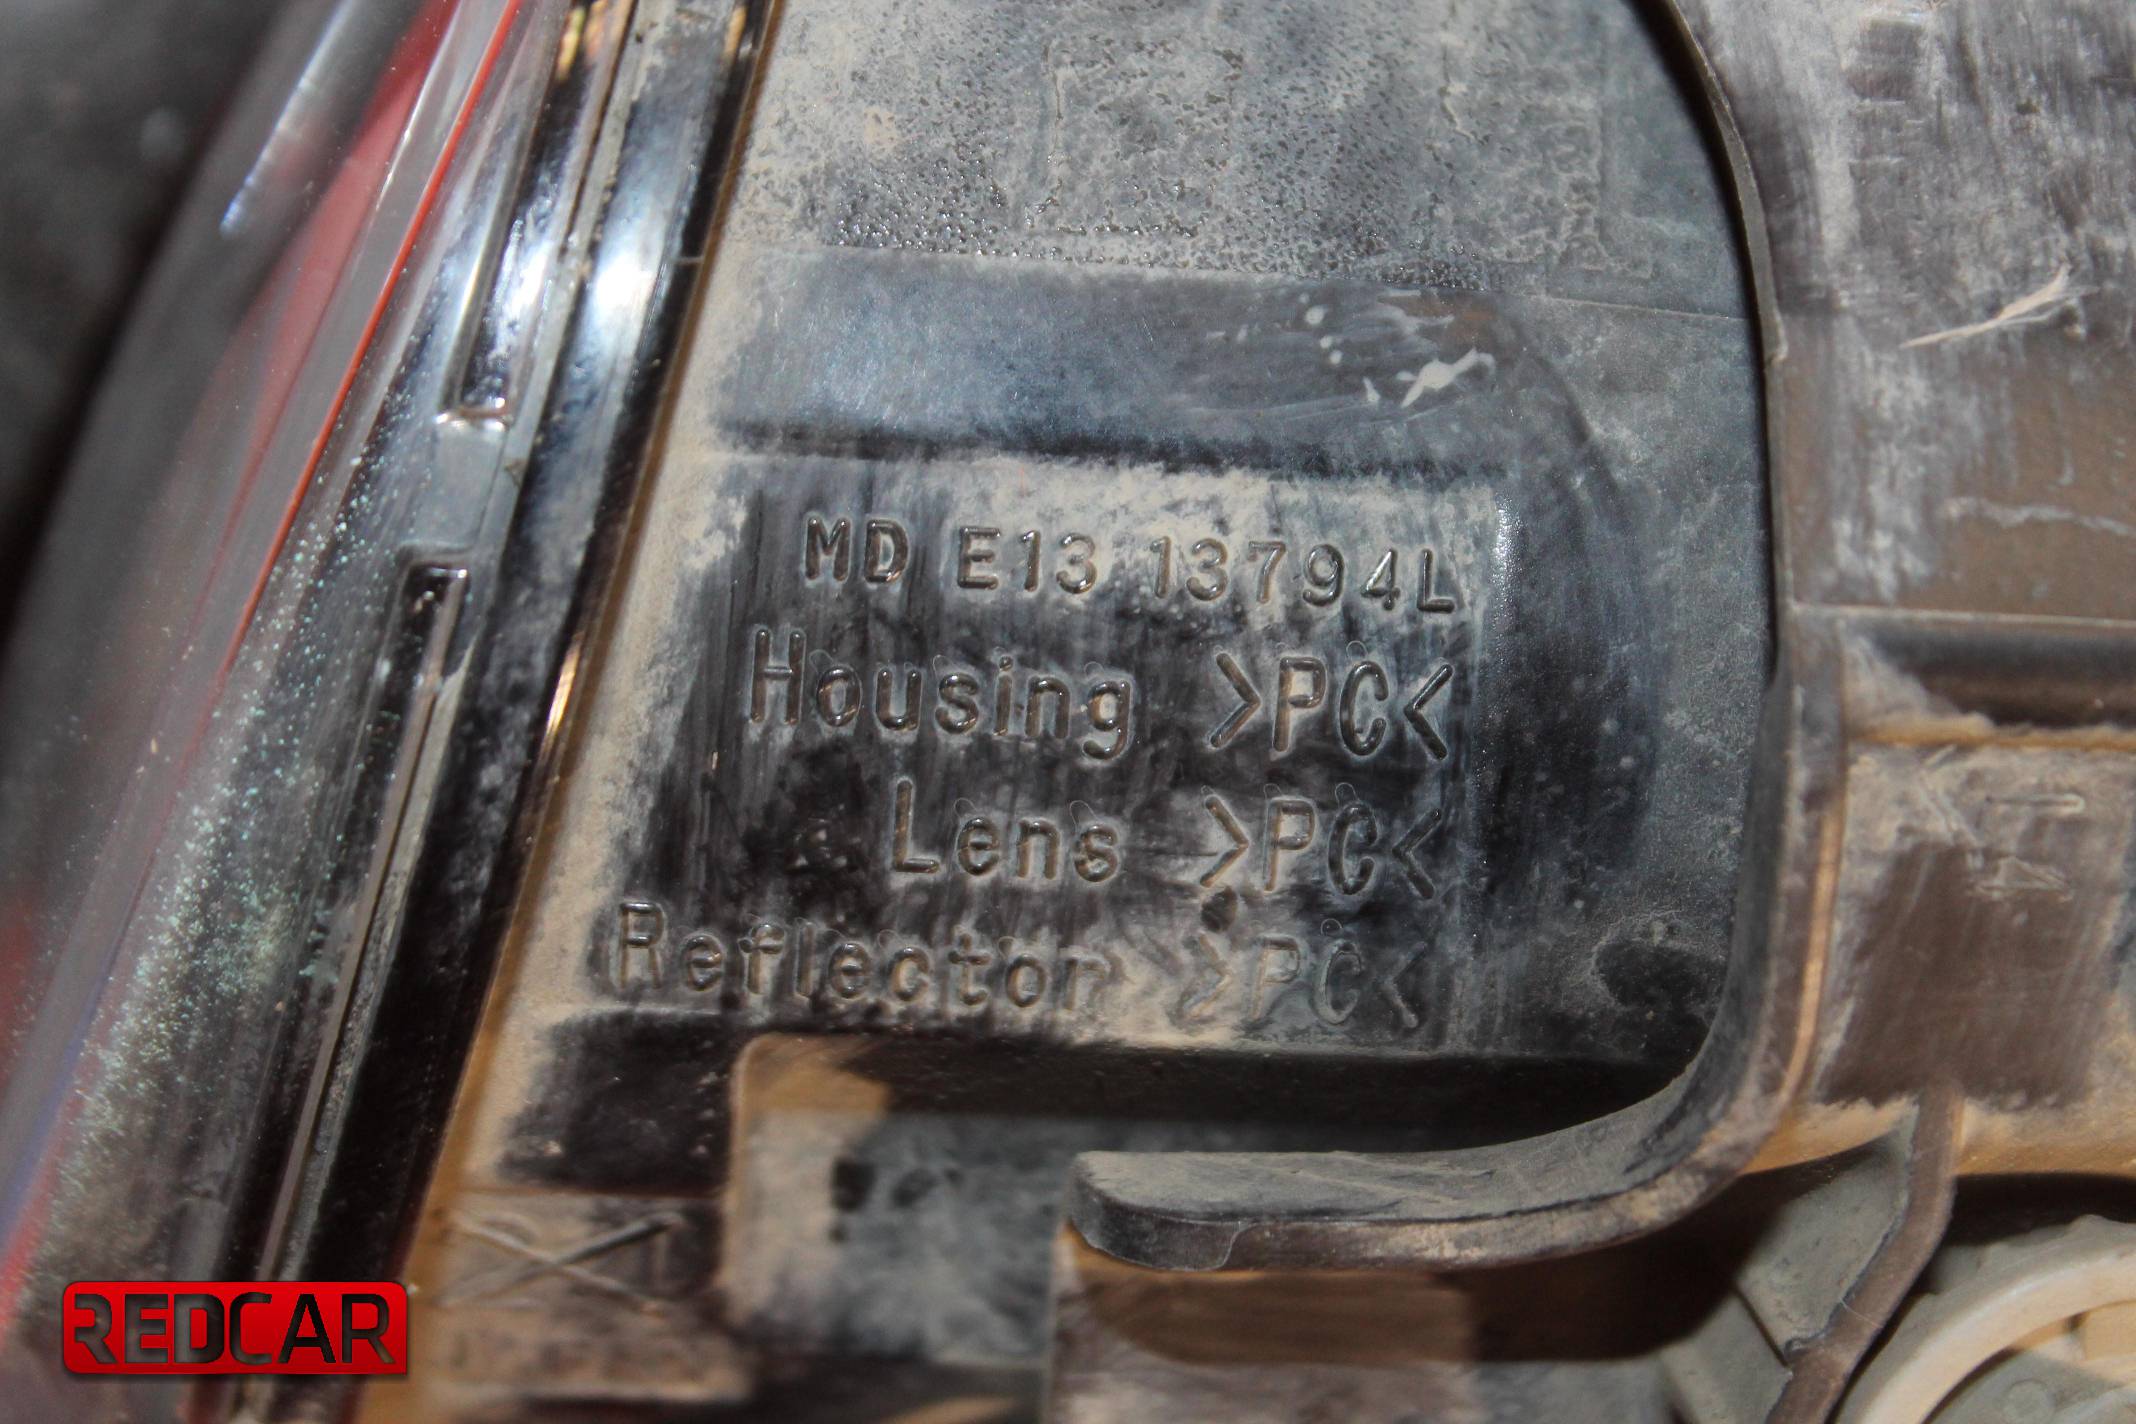 MD E13 13794L
Housing >PC<
Lens >PC<
Reflector >PC<
REDCAR